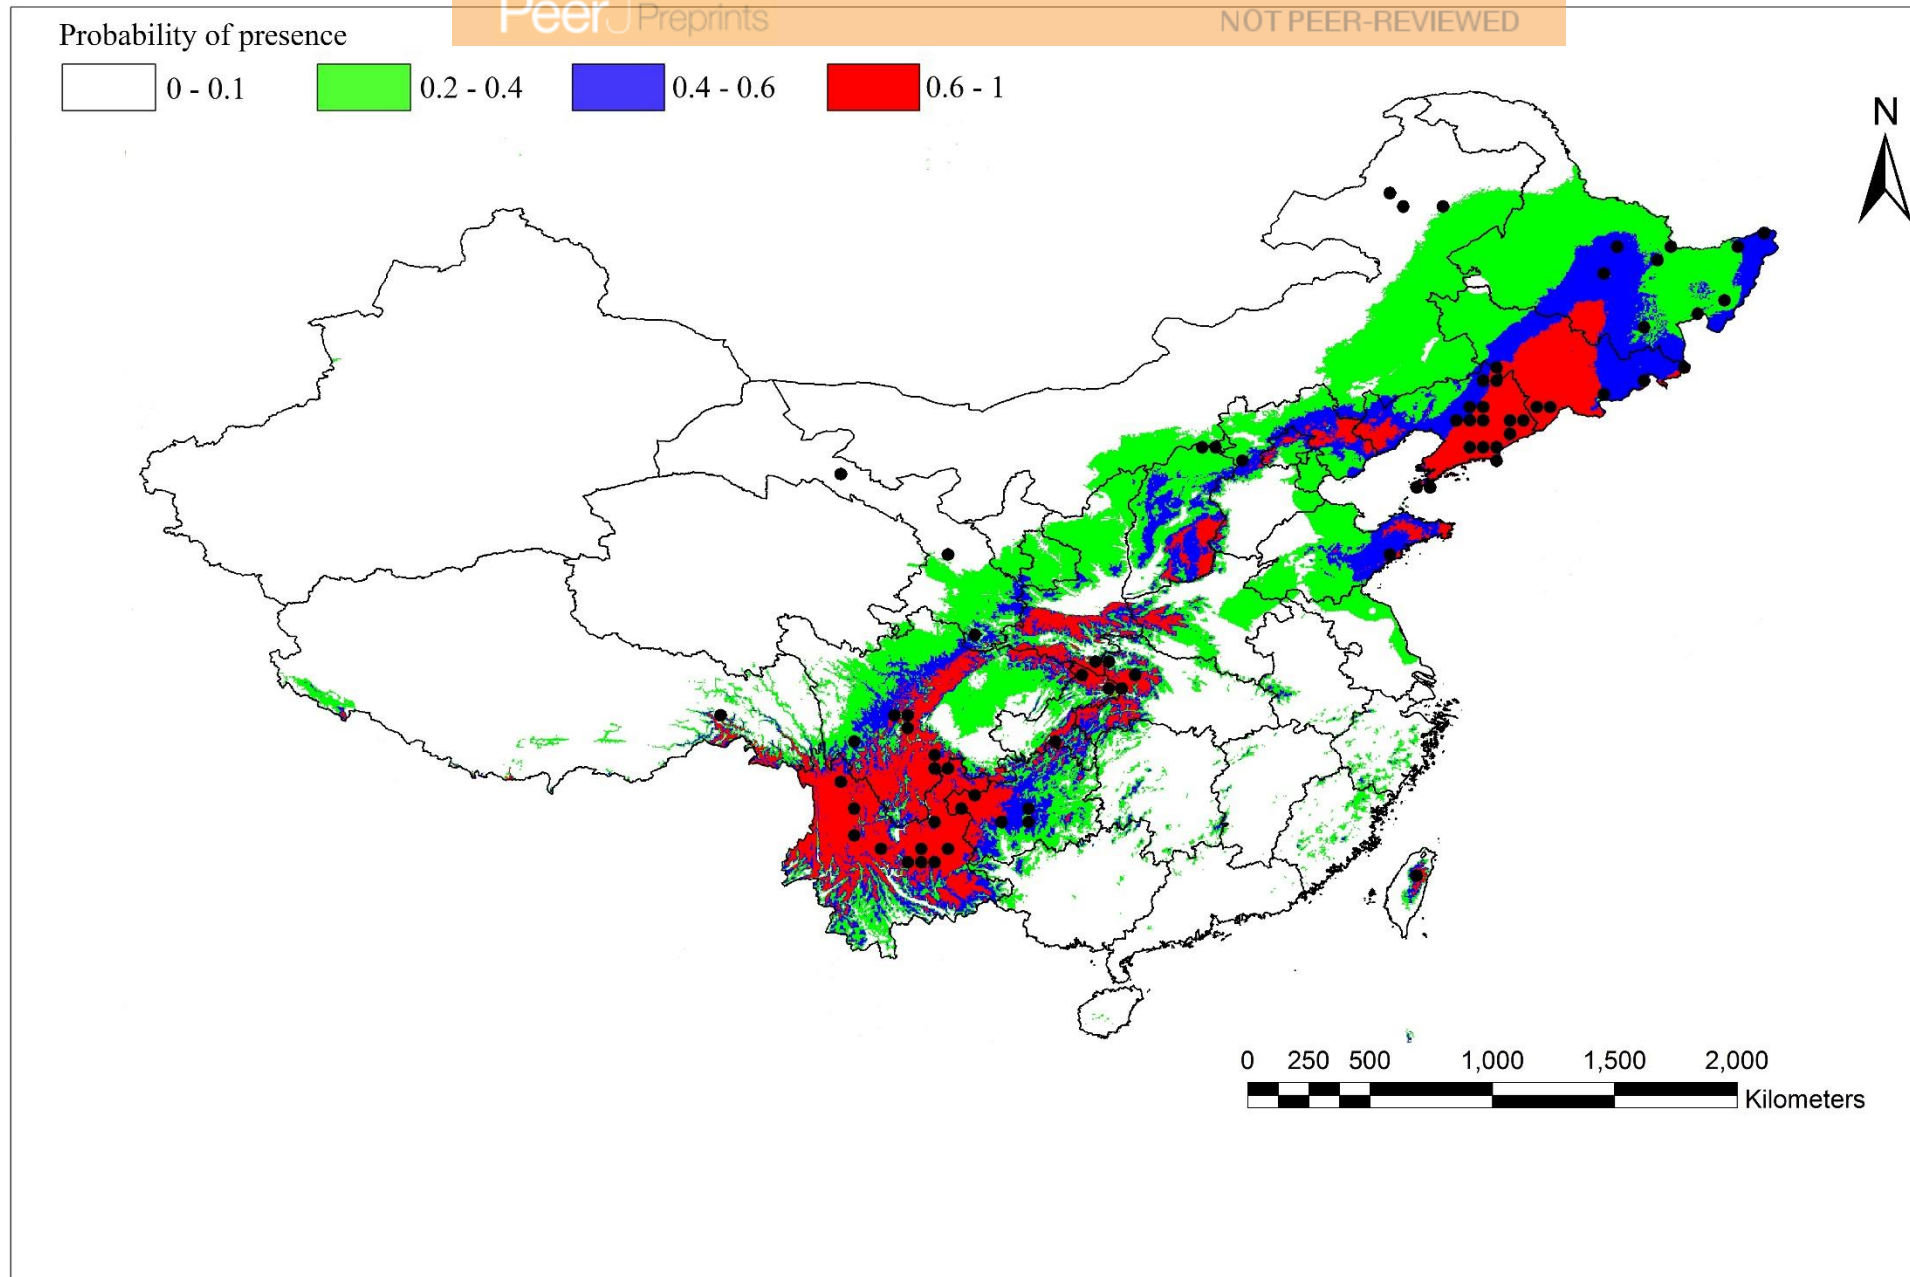 PeerJ Preprints
NOT PEER-REVIEWED
Probability of presence
0 - 0.1
0.2 - 0.4
0.4 - 0.6
0.6 - 1
N
0 250 500 1,000 1,500 2,000
Kilometers